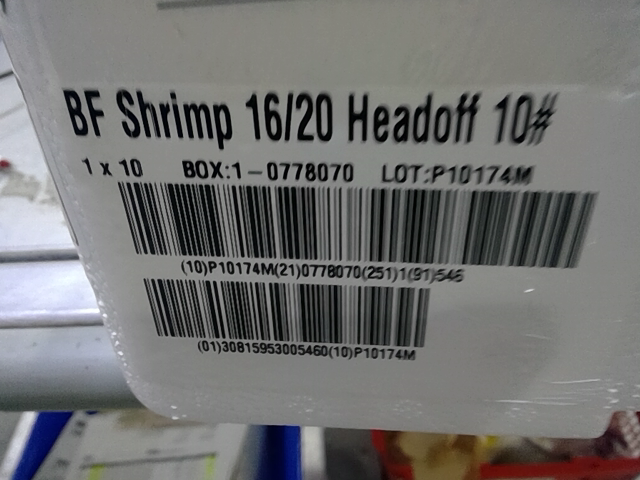 BF Shrimp 16/20 Headoff 10#
1 x 10 BOX:1-0778070 LOT:P10174M
(10)P10174M(21)0778070(251)1(91)546
(01)30815953005460(10)P10174M